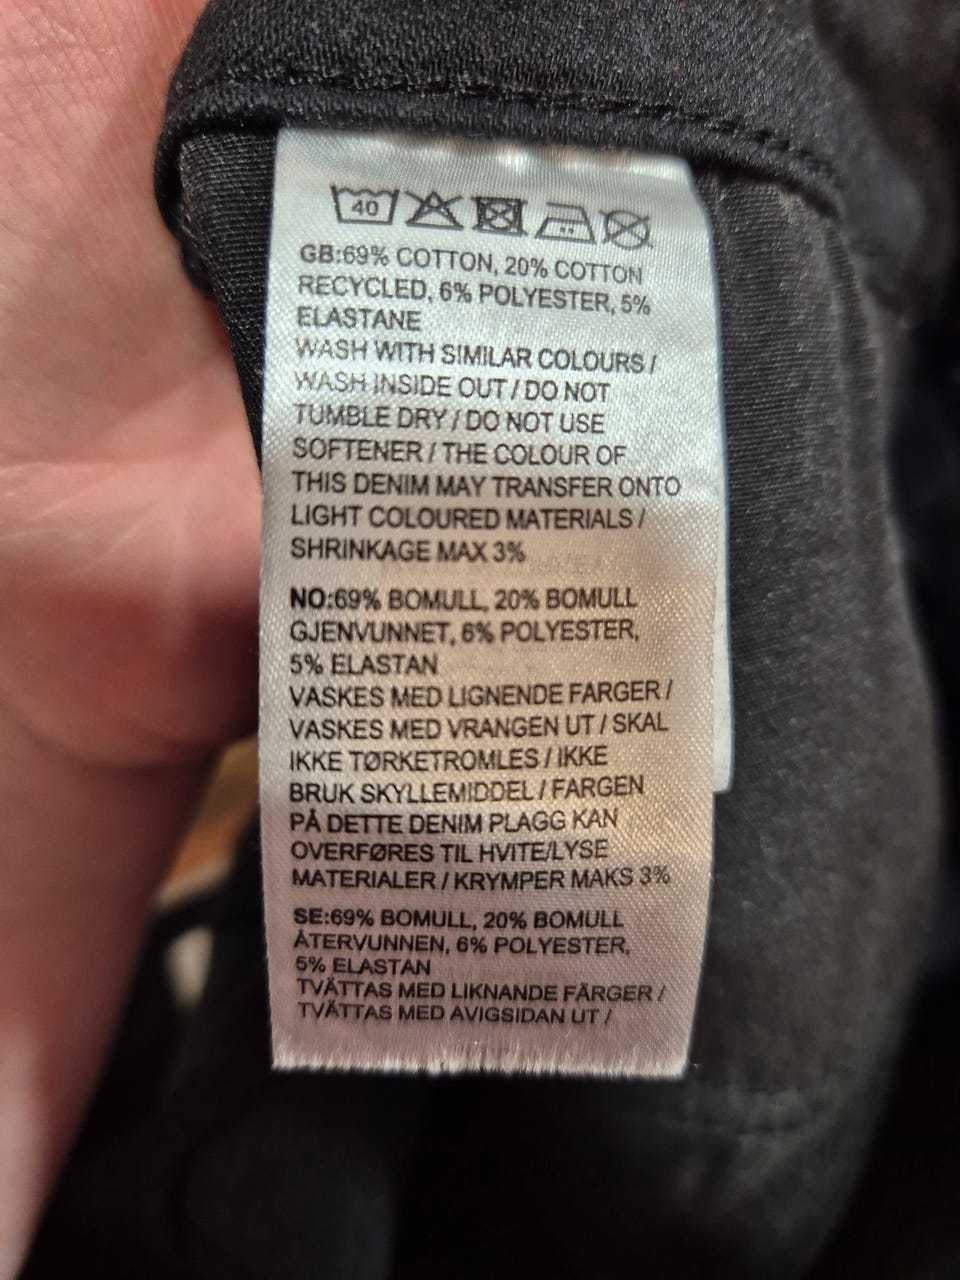 40
GB:69% COTTON, 20% COTTON
RECYCLED, 6% POLYESTER, 5%
ELASTANE
WASH WITH SIMILAR COLOURS /
WASH INSIDE OUT / DO NOT
TUMBLE DRY / DO NOT USE
SOFTENER / THE COLOUR OF
THIS DENIM MAY TRANSFER ONTO
LIGHT COLOURED MATERIALS /
SHRINKAGE MAX 3%
NO:69% BOMULL, 20% BOMULL
GJENVUNNET, 6% POLYESTER,
5% ELASTAN
VASKES MED LIGNENDE FARGER /
VASKES MED VRANGEN UT / SKAL
IKKE TØRKETROMLES / IKKE
BRUK SKYLLEMIDDEL / FARGEN
PÅ DETTE DENIM PLAGG KAN
OVERFØRES TIL HVITE/LYSE
MATERIALER / KRYMPER MAKS 3%
SE:69% BOMULL, 20% BOMULL
ÅTERVUNNEN, 6% POLYESTER,
5% ELASTAN
TVÄTTAS MED LIKNANDE FÄRGER /
TVÄTTAS MED AVIGSIDAN UT /